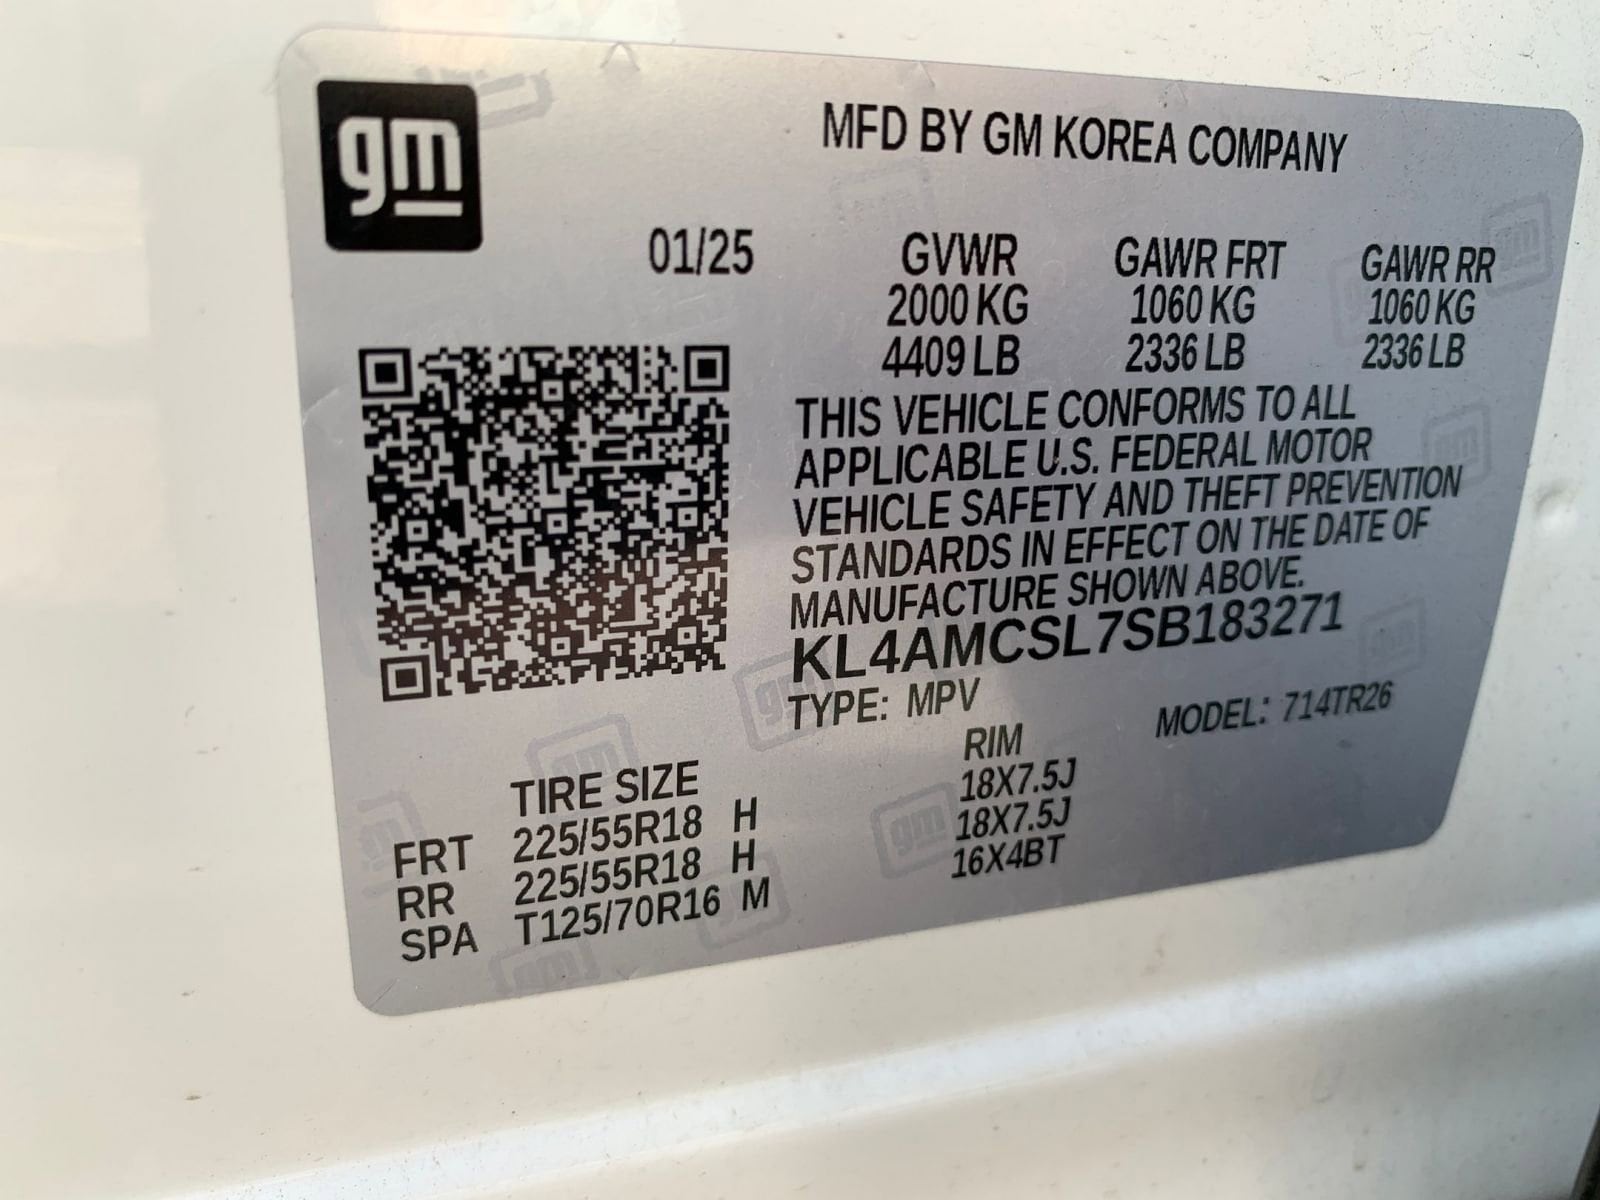 gm
MFD BY GM KOREA COMPANY
01/25
GVWR GAWR FRT GAWR RR
2000 KG 1060 KG 1060 KG
4409 LB 2336 LB 2336 LB
THIS VEHICLE CONFORMS TO ALL
APPLICABLE U.S. FEDERAL MOTOR
VEHICLE SAFETY AND THEFT PREVENTION
STANDARDS IN EFFECT ON THE DATE OF
MANUFACTURE SHOWN ABOVE.
KL4AMCSL7SB183271
TYPE: MPV MODEL: 714TR26
TIRE SIZE RIM
FRT 225/55R18 H 18X7.5J
RR 225/55R18 H 18X7.5J
SPA T125/70R16 M 16X4BT